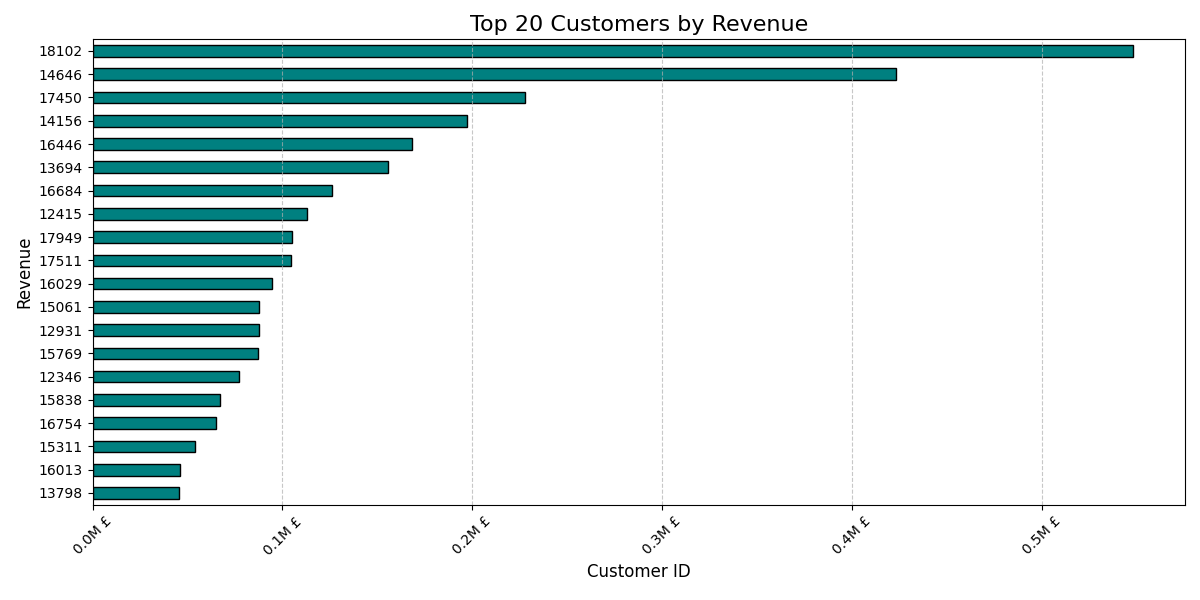 Top 20 Customers by Revenue
18102
14646
17450
14156
16446
13694
16684
12415
17949
17511
16029
15061
12931
15769
12346
15838
16754
15311
16013
13798
Revenue
0.0M £
0.1M £
0.2M £
0.3M £
0.4M £
0.5M £
Customer ID